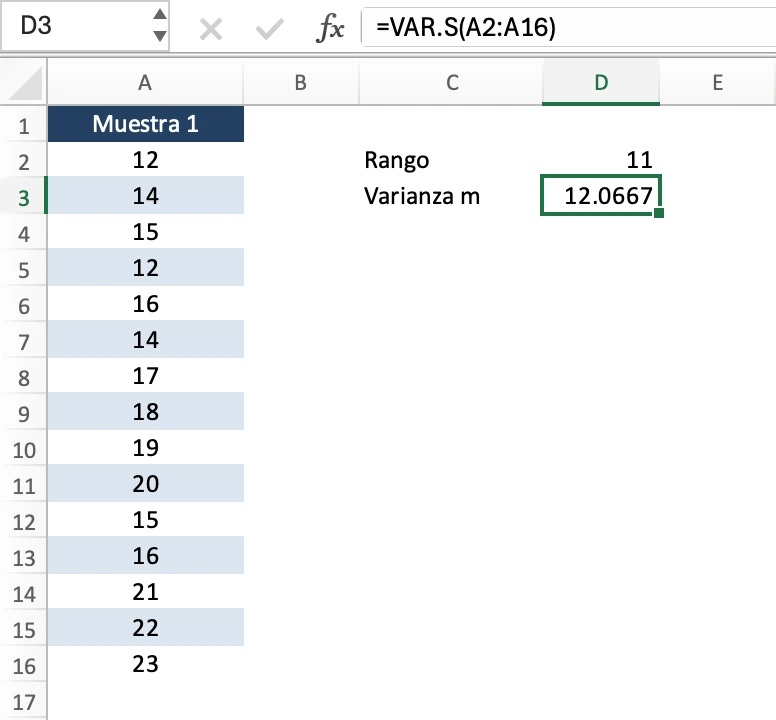 D3 fx =VAR.S(A2:A16)
A B C D E
1 Muestra 1
2 12 Rango 11
3 14 Varianza m 12.0667
4 15
5 12
6 16
7 14
8 17
9 18
10 19
11 20
12 15
13 16
14 21
15 22
16 23
17